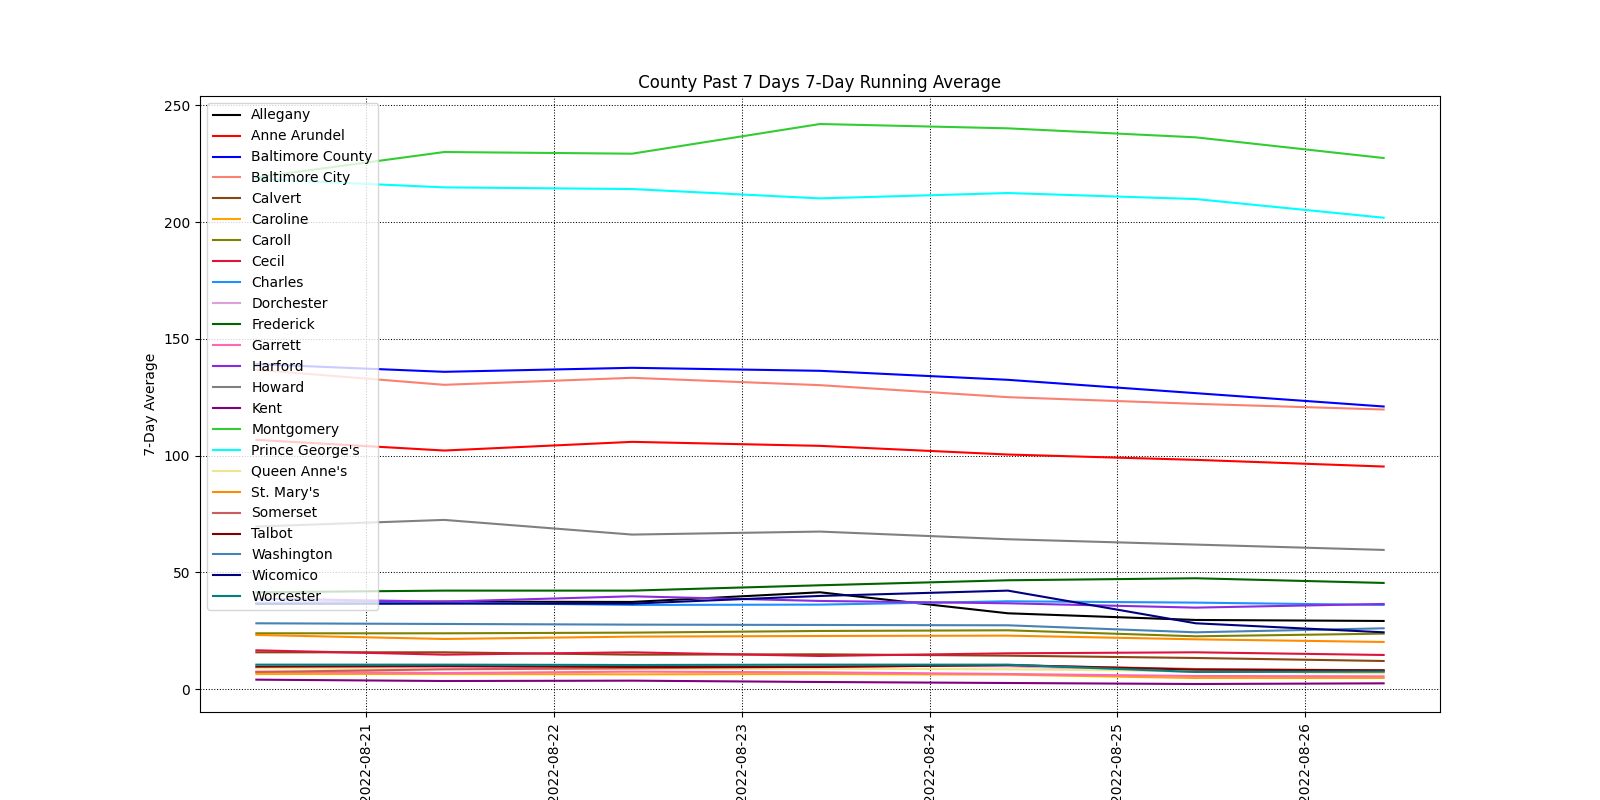 County Past 7 Days 7-Day Running Average
7-Day Average
250
200
150
100
50
0
Allegany
Anne Arundel
Baltimore County
Baltimore City
Calvert
Caroline
Caroll
Cecil
Charles
Dorchester
Frederick
Garrett
Harford
Howard
Kent
Montgomery
Prince George's
Queen Anne's
St. Mary's
Somerset
Talbot
Washington
Wicomico
Worcester
2022-08-21
2022-08-22
2022-08-23
2022-08-24
2022-08-25
2022-08-26